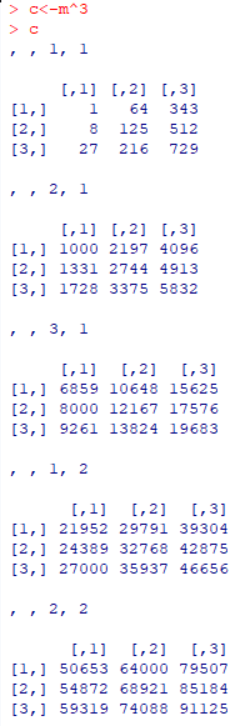 > c<-m^3
> c
, , 1, 1
[,1] [,2] [,3]
[1,] 1 64 343
[2,] 8 125 512
[3,] 27 216 729
, , 2, 1
[,1] [,2] [,3]
[1,] 1000 2197 4096
[2,] 1331 2744 4913
[3,] 1728 3375 5832
, , 3, 1
[,1] [,2] [,3]
[1,] 6859 10648 15625
[2,] 8000 12167 17576
[3,] 9261 13824 19683
, , 1, 2
[,1] [,2] [,3]
[1,] 21952 29791 39304
[2,] 24389 32768 42875
[3,] 27000 35937 46656
, , 2, 2
[,1] [,2] [,3]
[1,] 50653 64000 79507
[2,] 54872 68921 85184
[3,] 59319 74088 91125